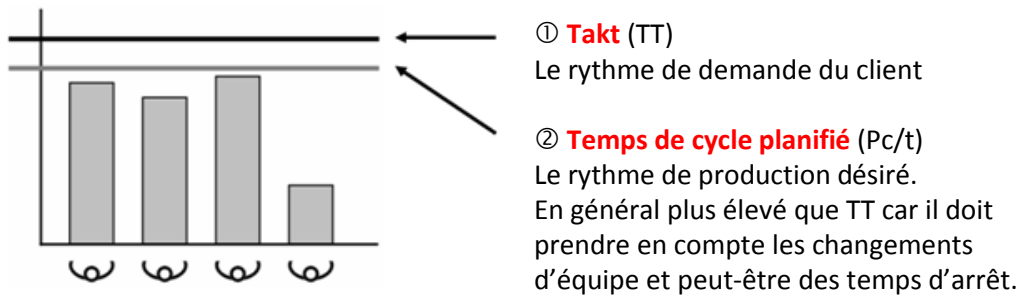 ① Takt (TT)
Le rythme de demande du client
② Temps de cycle planifié (Pc/t)
Le rythme de production désiré.
En général plus élevé que TT car il doit
prendre en compte les changements
d’équipe et peut-être des temps d’arrêt.